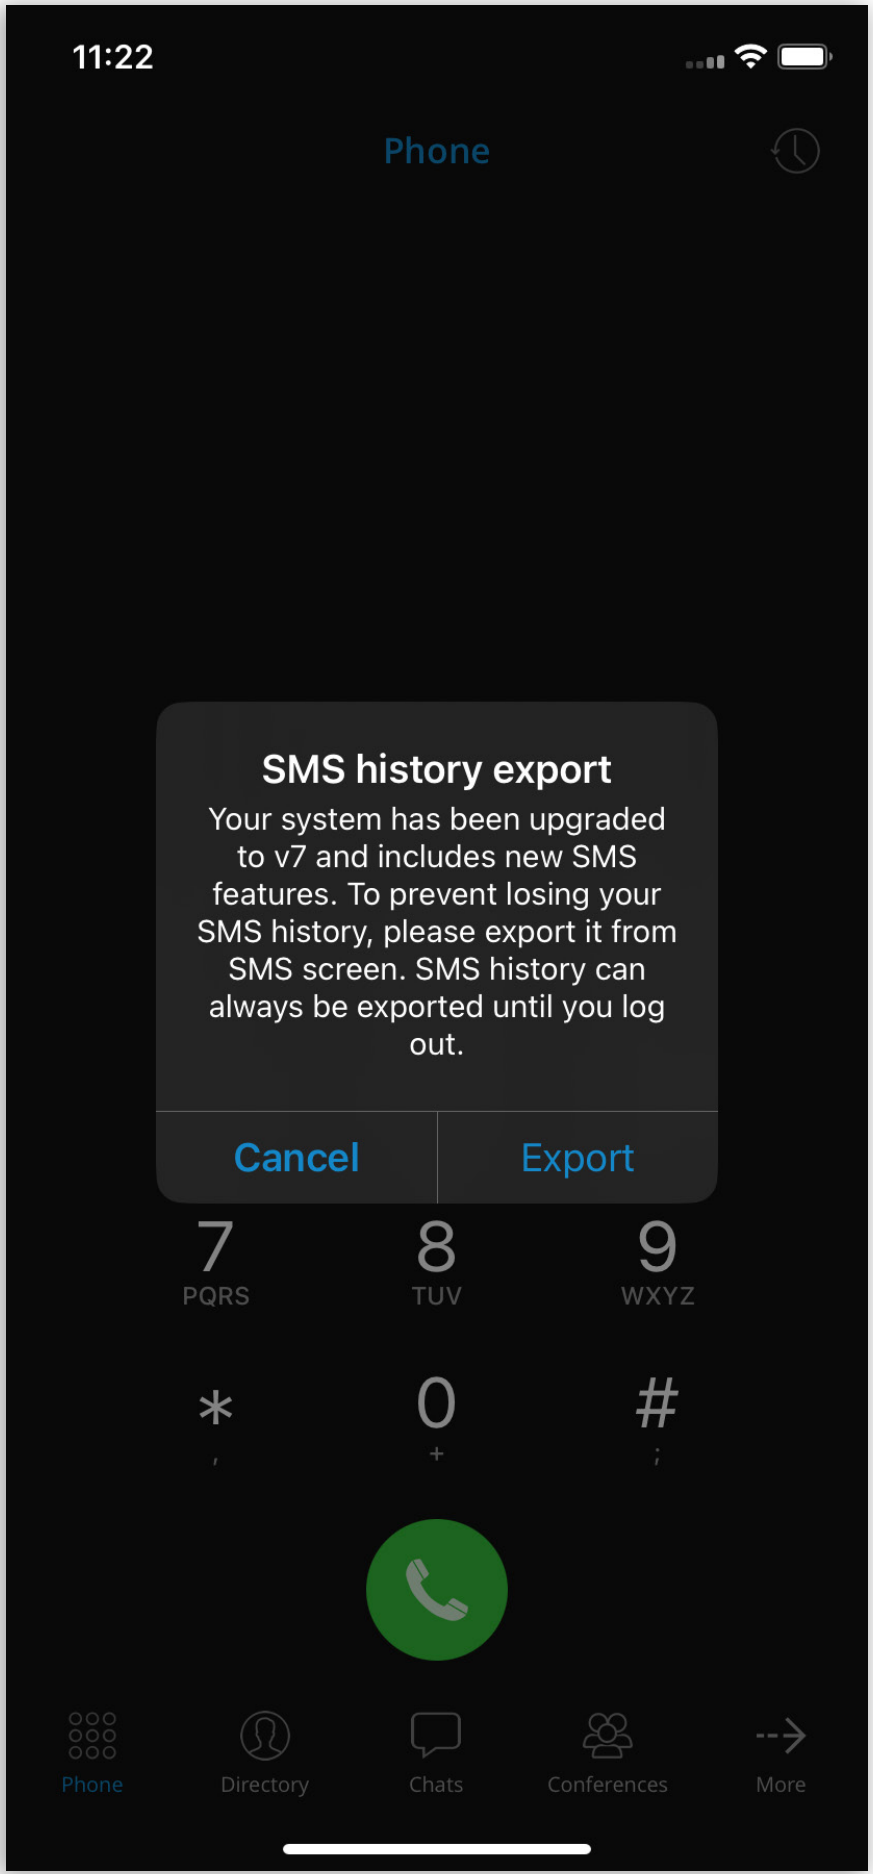 11:22
Phone
SMS history export
Your system has been upgraded
to v7 and includes new SMS
features. To prevent losing your
SMS history, please export it from
SMS screen. SMS history can
always be exported until you log
out.
Cancel Export
7 8 9
PQRS TUV WXYZ
* 0 #
, + ;
Phone Directory Chats Conferences More